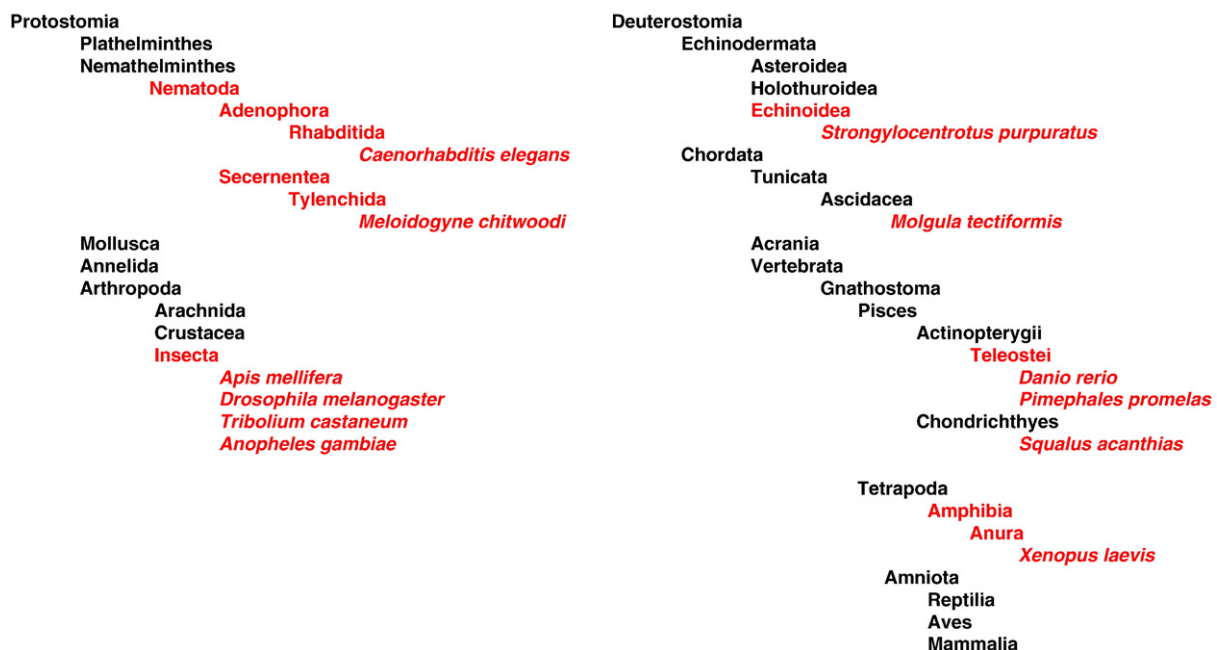 Protostomia
Plathelminthes
Nemathelminthes
Nematoda
Adenophora
Rhabditida
Caenorhabditis elegans
Secernentea
Tylenchida
Meloidogyne chitwoodi
Mollusca
Annelida
Arthropoda
Arachnida
Crustacea
Insecta
Apis mellifera
Drosophila melanogaster
Tribolium castaneum
Anopheles gambiae
Deuterostomia
Echinodermata
Asteroidea
Holothuroidea
Echinoidea
Strongylocentrotus purpuratus
Chordata
Tunicata
Ascidacea
Molgula tectiformis
Acrania
Vertebrata
Gnathostoma
Pisces
Actinopterygii
Teleostei
Danio rerio
Pimephales promelas
Chondrichthyes
Squalus acanthias
Tetrapoda
Amphibia
Anura
Xenopus laevis
Amniota
Reptilia
Aves
Mammalia